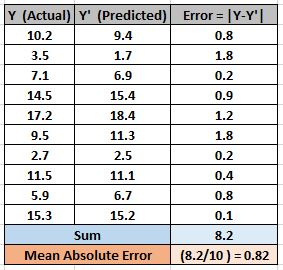 Y (Actual) Y' (Predicted) Error = |Y-Y'|
10.2 9.4 0.8
3.5 1.7 1.8
7.1 6.9 0.2
14.5 15.4 0.9
17.2 18.4 1.2
9.5 11.3 1.8
2.7 2.5 0.2
11.5 11.1 0.4
5.9 6.7 0.8
15.3 15.2 0.1
Sum 8.2
Mean Absolute Error (8.2/10 ) = 0.82